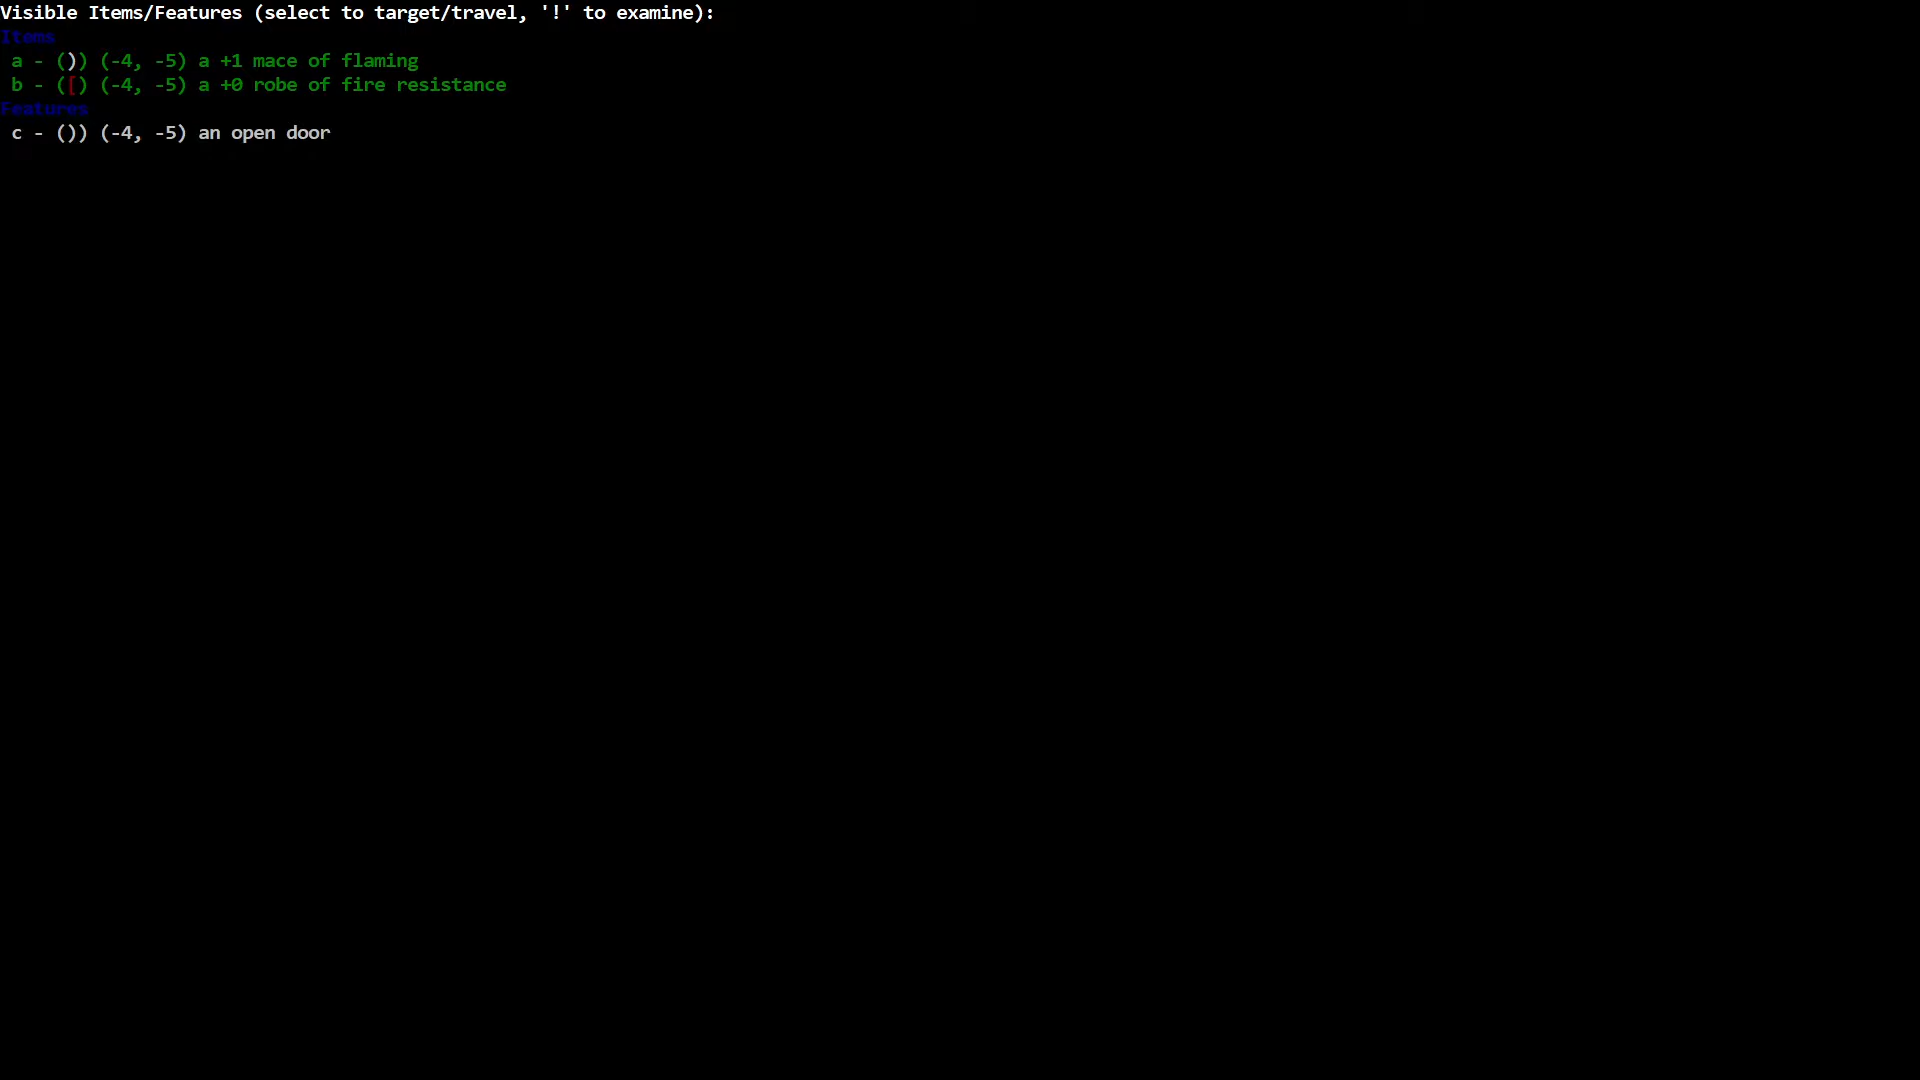 Visible Items/Features (select to target/travel, '!' to examine):
Items
a - ()) (-4, -5) a +1 mace of flaming
b - ([) (-4, -5) a +0 robe of fire resistance
Features
c - ()) (-4, -5) an open door